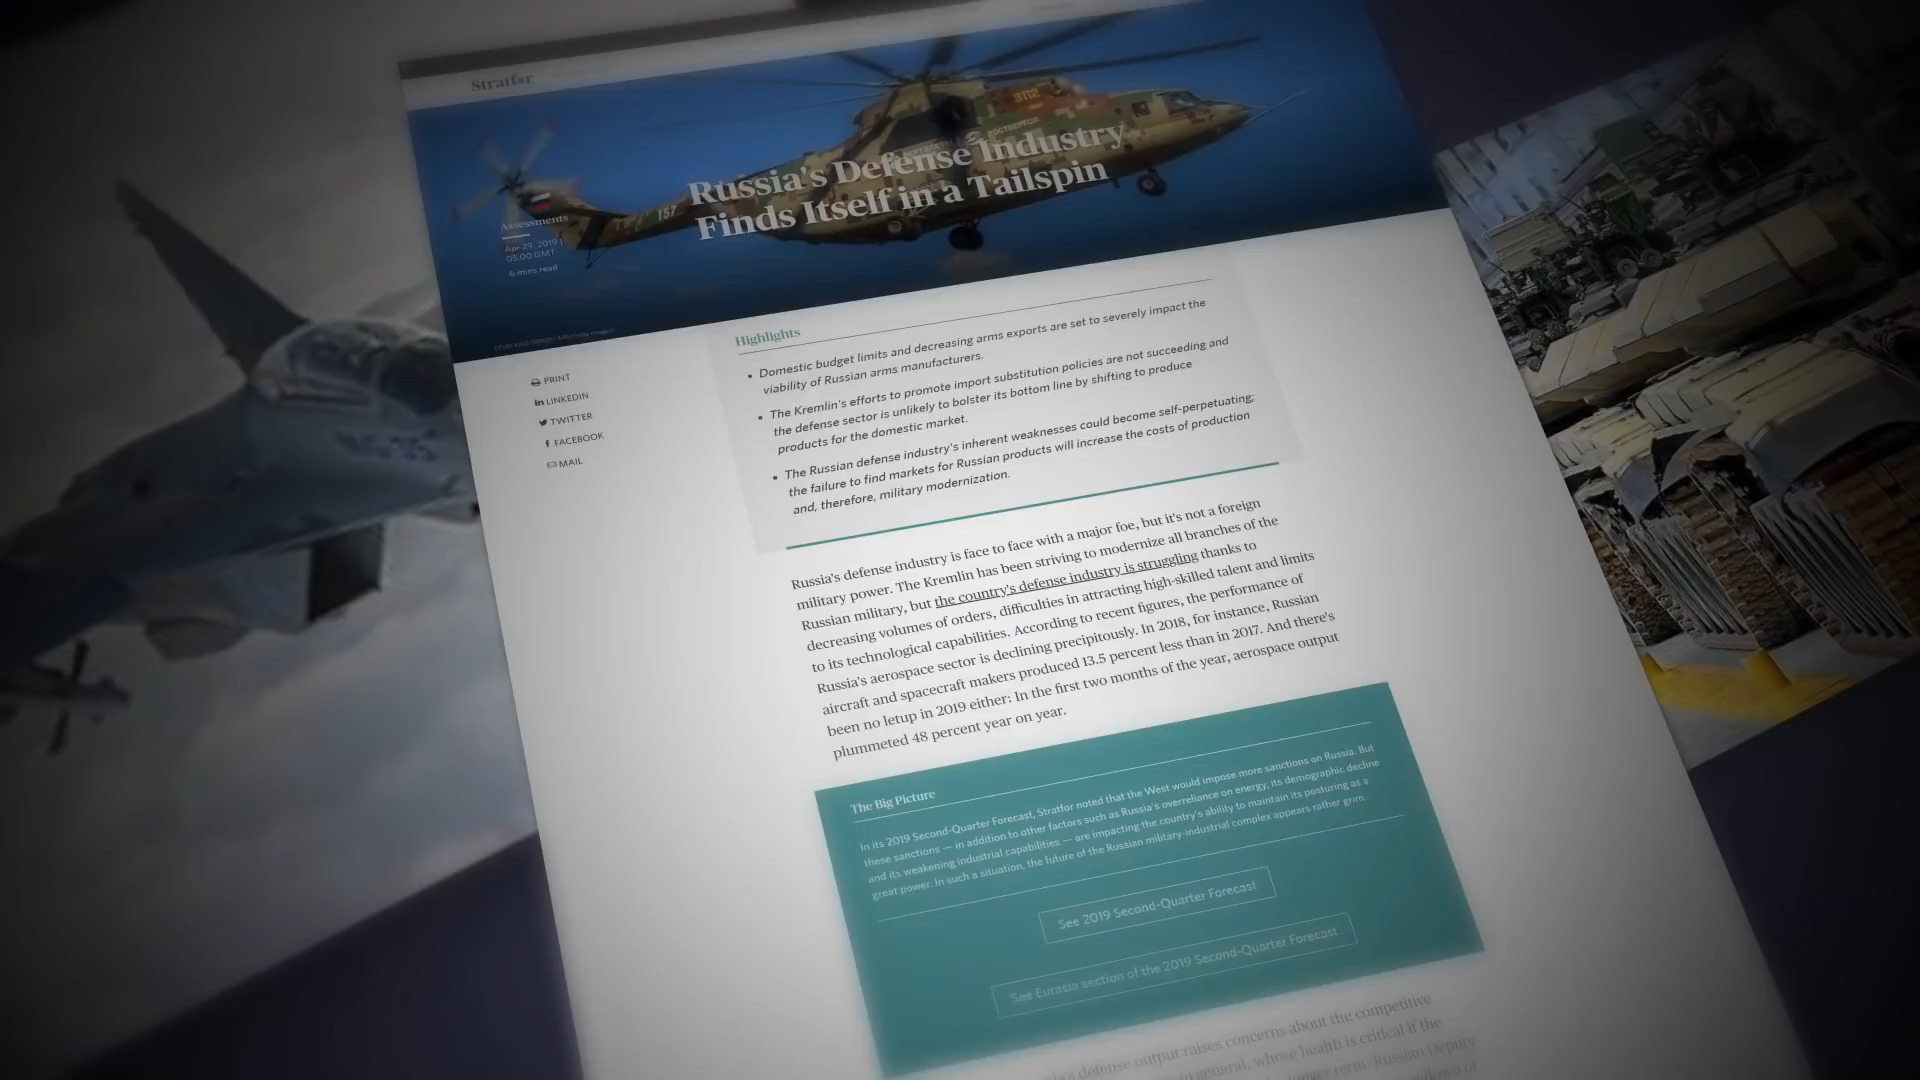 Stratfor
3112
РОСТВЕРТОЛ
157
Russia's Defense Industry
Finds Itself in a Tailspin
Assessments
Apr 29, 2019 |
05:00 GMT
6 mins read
PRINT
LINKEDIN
TWITTER
FACEBOOK
MAIL
Highlights
Domestic budget limits and decreasing arms exports are set to severely impact the
viability of Russian arms manufacturers.
The Kremlin's efforts to promote import substitution policies are not succeeding and
the defense sector is unlikely to bolster its bottom line by shifting to produce
products for the domestic market.
The Russian defense industry's inherent weaknesses could become self-perpetuating;
the failure to find markets for Russian products will increase the costs of production
and, therefore, military modernization.
Russia's defense industry is face to face with a major foe, but it's not a foreign
military power. The Kremlin has been striving to modernize all branches of the
Russian military, but the country's defense industry is struggling thanks to
decreasing volumes of orders, difficulties in attracting high-skilled talent and limits
to its technological capabilities. According to recent figures, the performance of
Russia's aerospace sector is declining precipitously. In 2018, for instance, Russian
aircraft and spacecraft makers produced 13.5 percent less than in 2017. And there's
been no letup in 2019 either: In the first two months of the year, aerospace output
plummeted 48 percent year on year.
The Big Picture
In its 2019 Second-Quarter Forecast, Stratfor noted that the West would impose more sanctions on Russia. But
these sanctions — in addition to other factors such as Russia's overreliance on energy, its demographic decline
and its weakening industrial capabilities — are impacting the country's ability to maintain its posturing as a
great power. In such a situation, the future of the Russian military-industrial complex appears rather grim.
See 2019 Second-Quarter Forecast
See Eurasia section of the 2019 Second-Quarter Forecast
defense output raises concerns about the competitive
general, whose health is critical if the
term. Russian Deputy